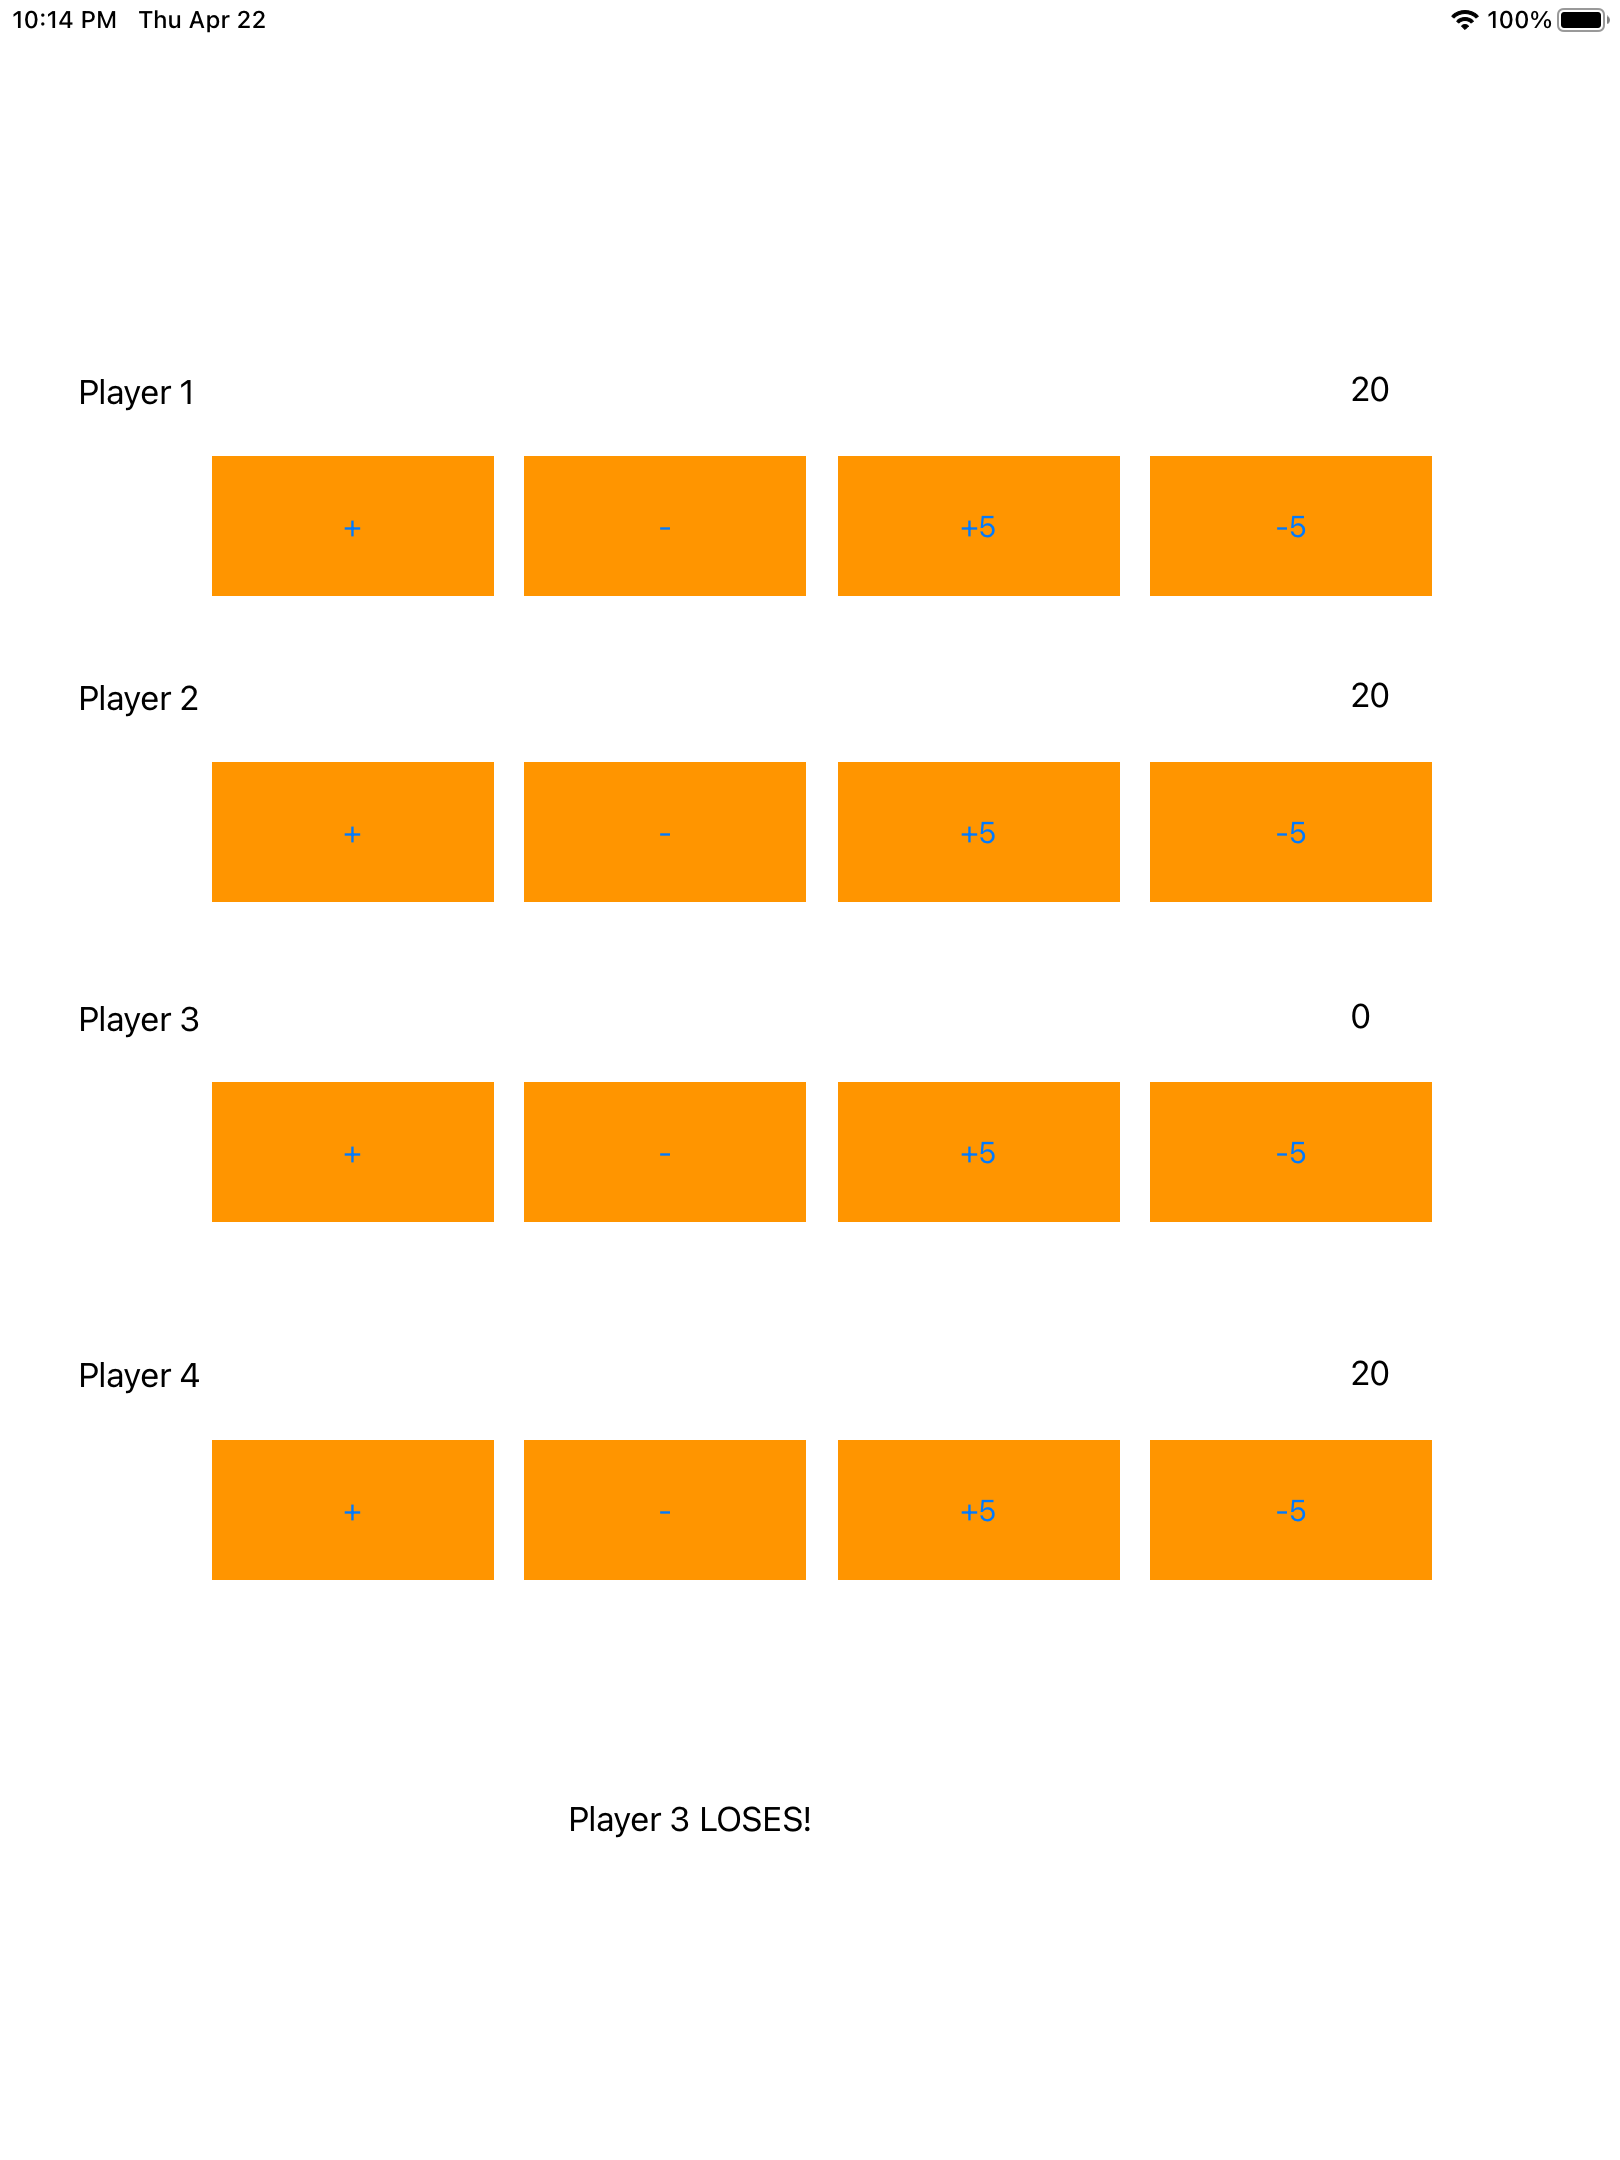 10:14 PM Thu Apr 22 100%
Player 1 20
+ - +5 -5
Player 2 20
+ - +5 -5
Player 3 0
+ - +5 -5
Player 4 20
+ - +5 -5
Player 3 LOSES!